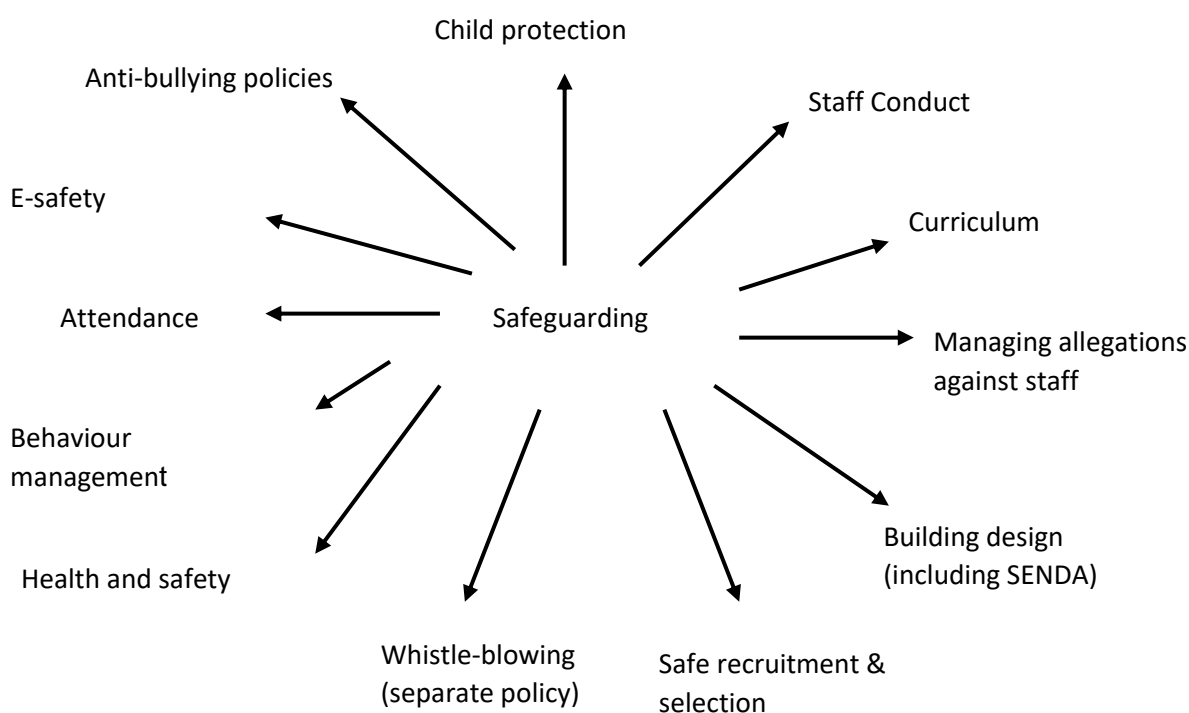 Child protection
Anti-bullying policies
Staff Conduct
E-safety
Curriculum
Attendance
Safeguarding
Managing allegations
against staff
Behaviour
management
Building design
(including SENDA)
Health and safety
Whistle-blowing
(separate policy)
Safe recruitment &
selection